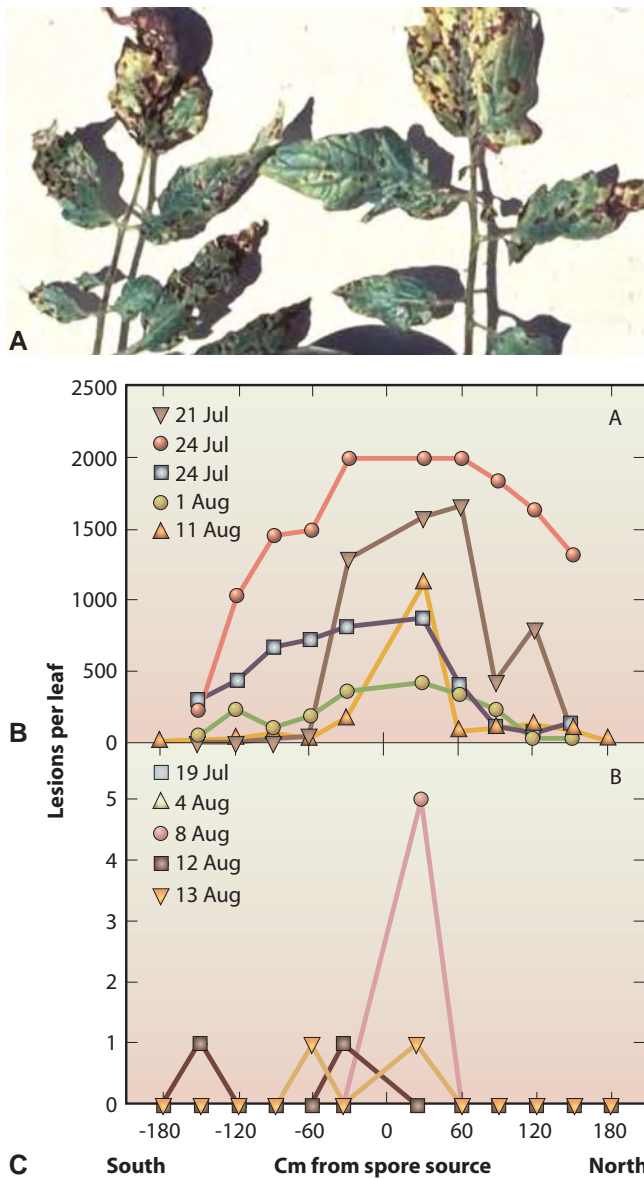 A
2500
A
21 Jul
2000
24 Jul
24 Jul
1500
1 Aug
11 Aug
1000
500
B
0
Lesions per leaf
19 Jul
B
5
4 Aug
8 Aug
4
12 Aug
13 Aug
3
2
1
0
-180 -120 -60 0 60 120 180
C South Cm from spore source North